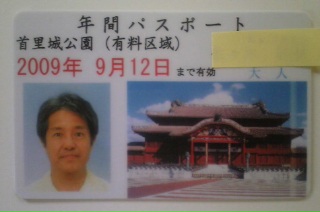 年間パスポート
首里城公園（有料区域）
2009年 9月12日 まで有効
大人